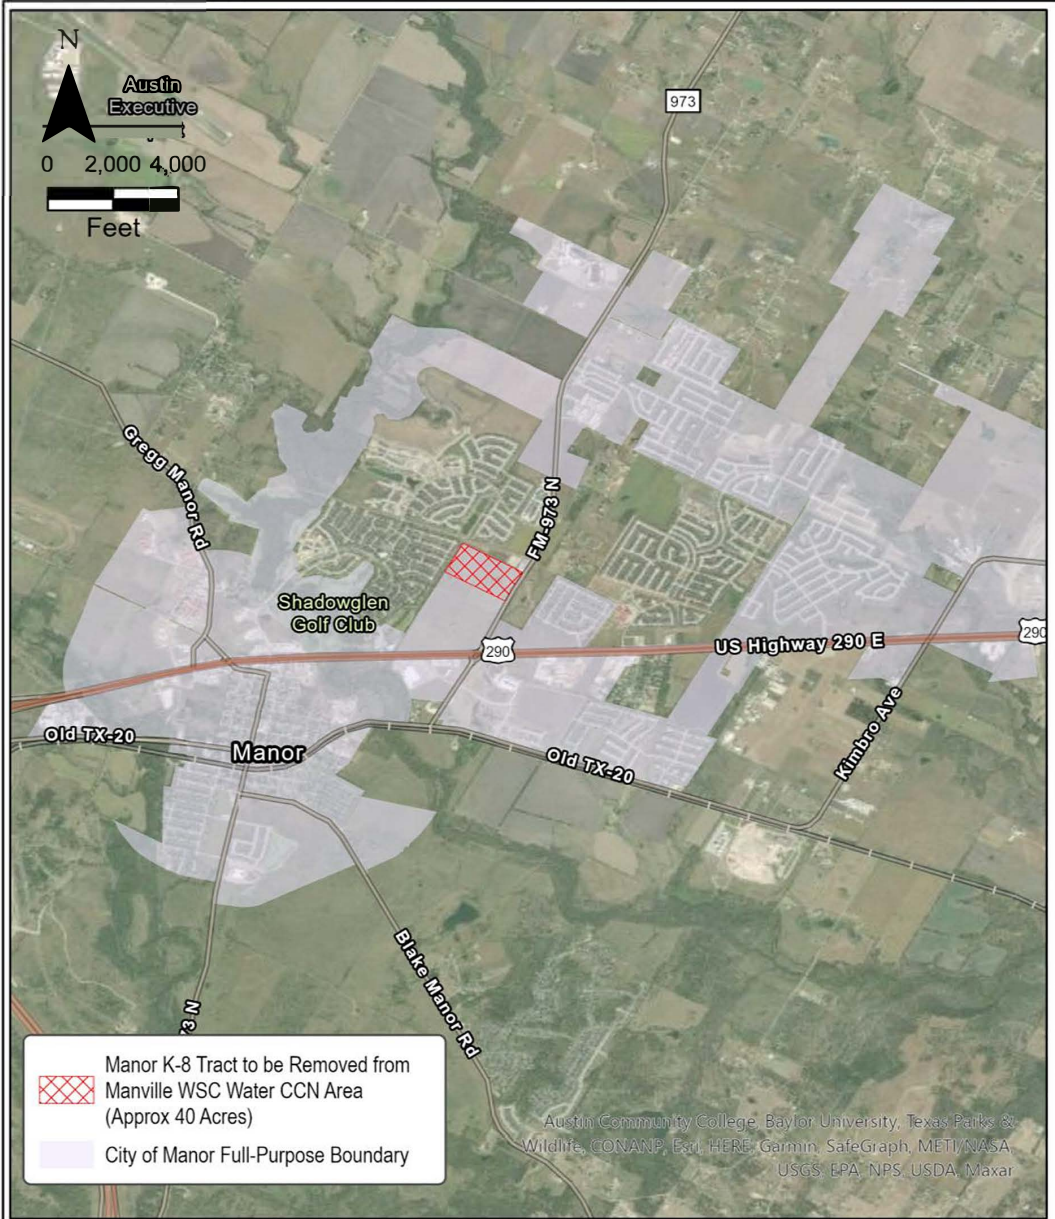 N
Austin
Executive
0 2,000 4,000
Feet
973
Gregg Manor Rd
FM-973 N
Shadowglen
Golf Club
290
US Highway 290 E
290
Old TX-20
Manor
Old TX-20
Kimbro Ave
Blake Manor Rd
73 N
Manor K-8 Tract to be Removed from
Manville WSC Water CCN Area
(Approx 40 Acres)
City of Manor Full-Purpose Boundary
Austin Community College, Baylor University, Texas Parks &
Wildlife, CONANP, Esri, HERE, Garmin, SafeGraph, METI/NASA,
USGS, EPA, NPS, USDA, Maxar